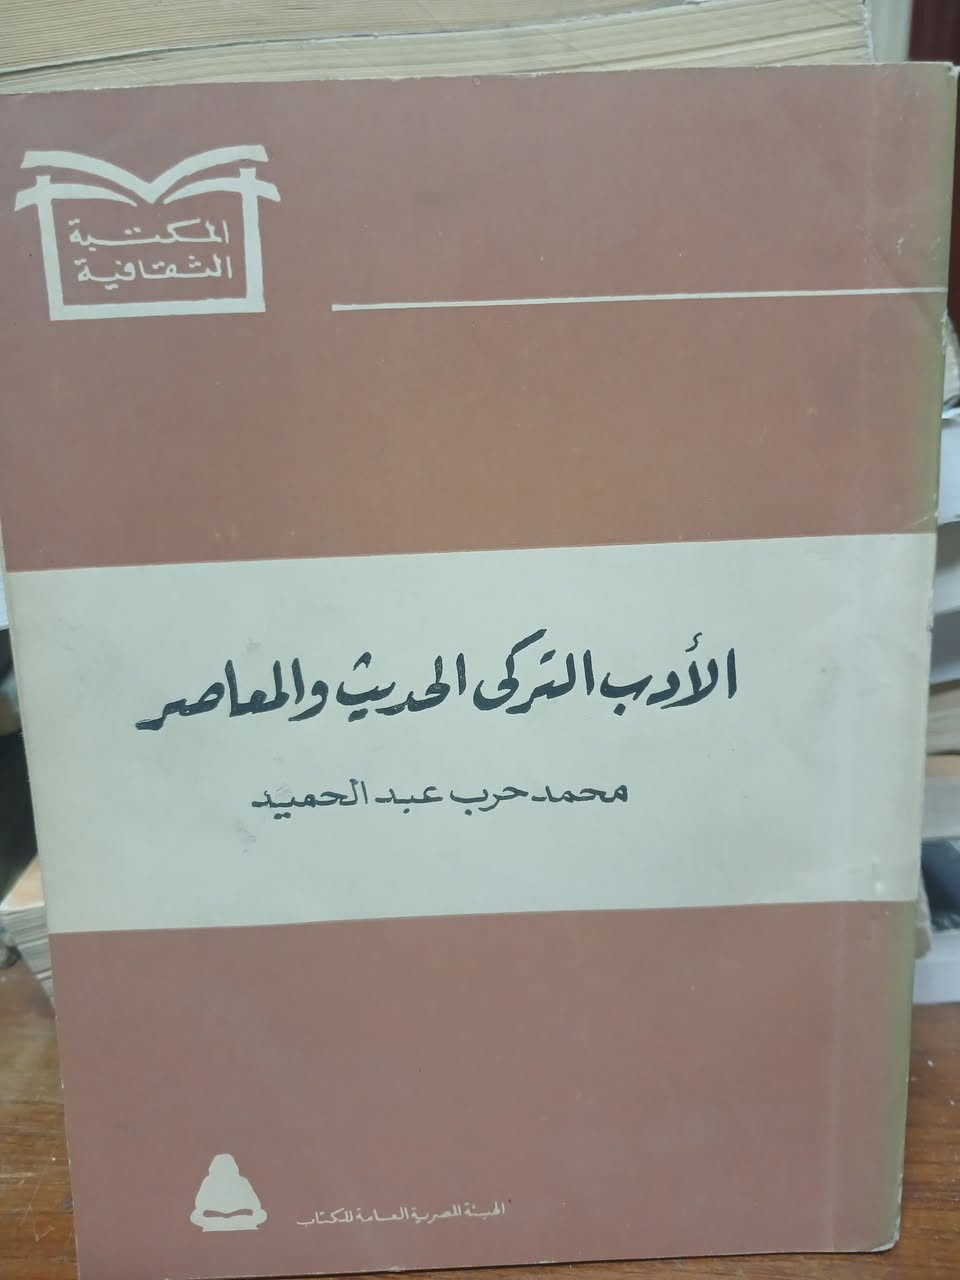 المكتبة
الثقافية
الأدب التركى الحديث والمعاصر
محمد حرب عبد الحميد
الهيئة المصرية العامة للكتاب